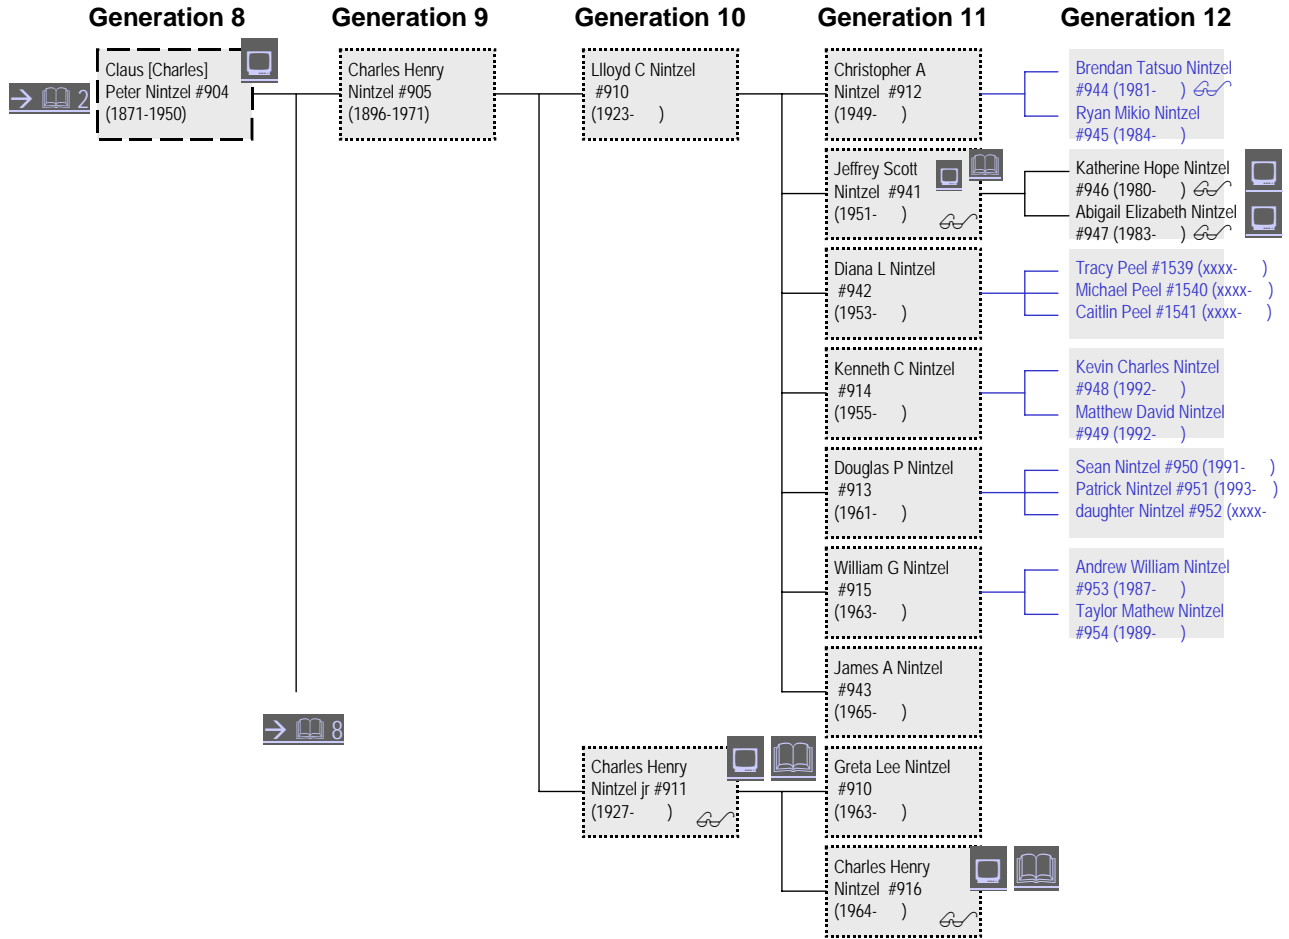 Generation 8
Generation 9
Generation 10
Generation 11
Generation 12
→ 2
Claus [Charles]
Peter Nintzel #904
(1871-1950)
→ 8
Charles Henry
Nintzel #905
(1896-1971)
Llloyd C Nintzel
#910
(1923- )
Charles Henry
Nintzel jr #911
(1927- )
Christopher A
Nintzel #912
(1949- )
Jeffrey Scott
Nintzel #941
(1951- )
Diana L Nintzel
#942
(1953- )
Kenneth C Nintzel
#914
(1955- )
Douglas P Nintzel
#913
(1961- )
William G Nintzel
#915
(1963- )
James A Nintzel
#943
(1965- )
Greta Lee Nintzel
#910
(1963- )
Charles Henry
Nintzel #916
(1964- )
Brendan Tatsuo Nintzel
#944 (1981- )
Ryan Mikio Nintzel
#945 (1984- )
Katherine Hope Nintzel
#946 (1980- )
Abigail Elizabeth Nintzel
#947 (1983- )
Tracy Peel #1539 (xxxx- )
Michael Peel #1540 (xxxx- )
Caitlin Peel #1541 (xxxx- )
Kevin Charles Nintzel
#948 (1992- )
Matthew David Nintzel
#949 (1992- )
Sean Nintzel #950 (1991- )
Patrick Nintzel #951 (1993- )
daughter Nintzel #952 (xxxx-
Andrew William Nintzel
#953 (1987- )
Taylor Mathew Nintzel
#954 (1989- )